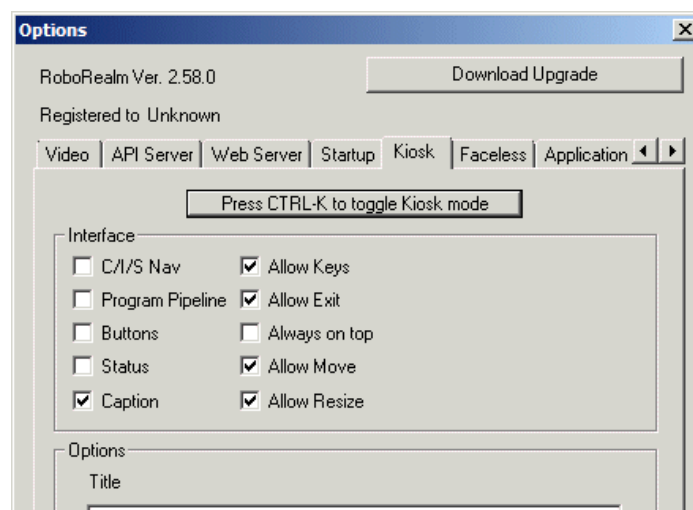 Options
RoboRealm Ver. 2.58.0
Download Upgrade
Registered to Unknown
Video API Server Web Server Startup Kiosk Faceless Application
Press CTRL-K to toggle Kiosk mode
Interface
C/I/S Nav Allow Keys
Program Pipeline Allow Exit
Buttons Always on top
Status Allow Move
Caption Allow Resize
Options
Title